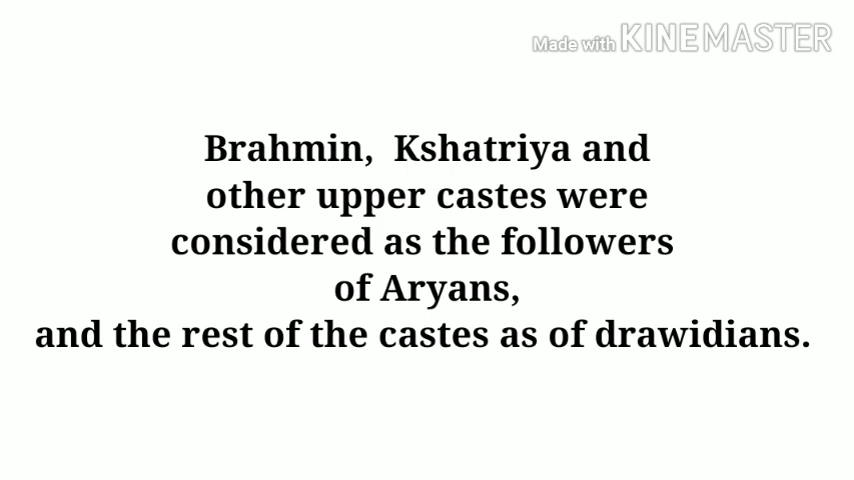 Made with KINEMASTER
Brahmin, Kshatriya and
other upper castes were
considered as the followers
of Aryans,
and the rest of the castes as of drawidians.